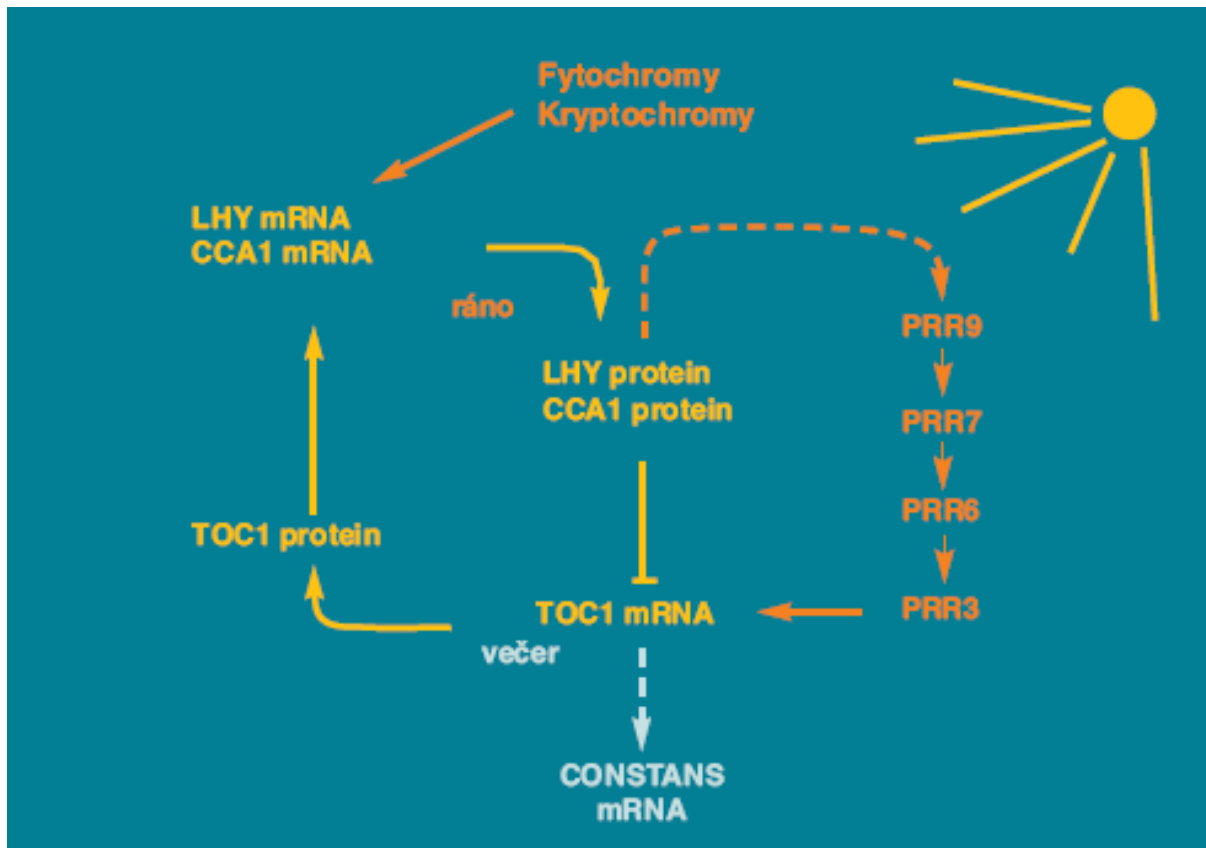 Fytochromy
Kryptochromy
LHY mRNA
CCA1 mRNA
ráno
PRR9
LHY protein
CCA1 protein
PRR7
PRR6
TOC1 protein
TOC1 mRNA
PRR3
večer
CONSTANS
mRNA